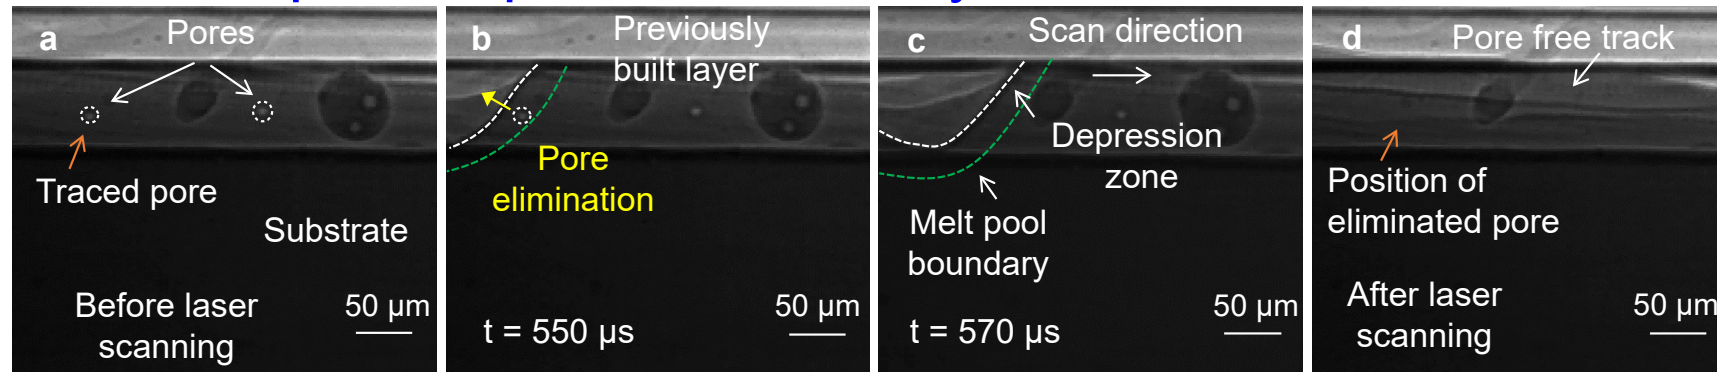 a
Pores
Traced pore
Substrate
Before laser
scanning
50 µm
b
Previously
built layer
Pore
elimination
t = 550 µs
50 µm
c
Scan direction
Depression
zone
Melt pool
boundary
t = 570 µs
50 µm
d
Pore free track
Position of
eliminated pore
After laser
scanning
50 µm